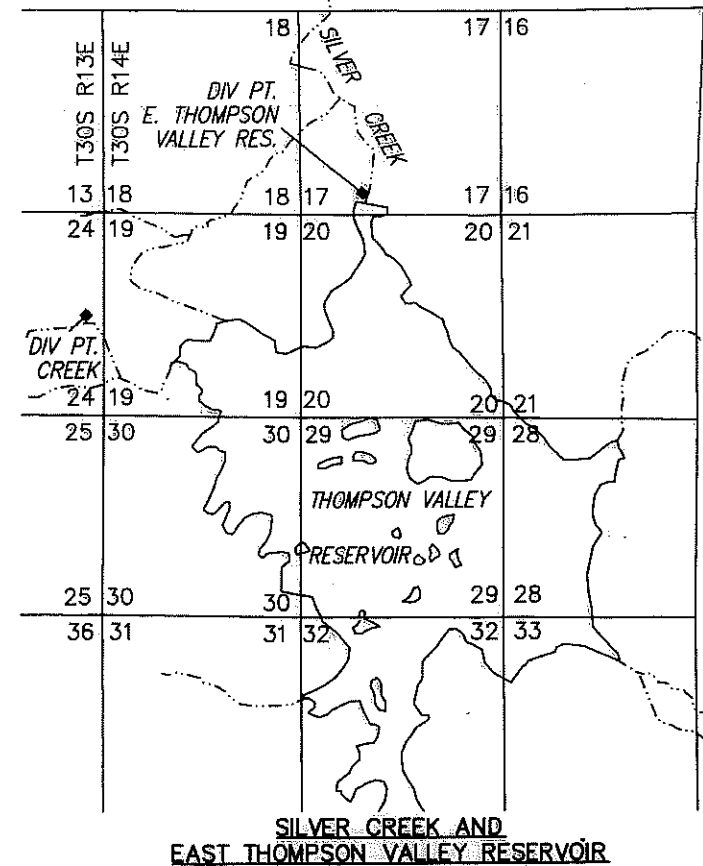 18
17 16
T30S R13E
T30S R14E
SILVER
CREEK
DIV PT.
E. THOMPSON
VALLEY RES.
13 18
18 17
17 16
24 19
19 20
20 21
DIV PT.
CREEK
24 19
19 20
20 21
25 30
30 29
29 28
THOMPSON VALLEY
RESERVOIR
25 30
30
29 28
36 31
31 32
32 33
SILVER CREEK AND
EAST THOMPSON VALLEY RESERVOIR